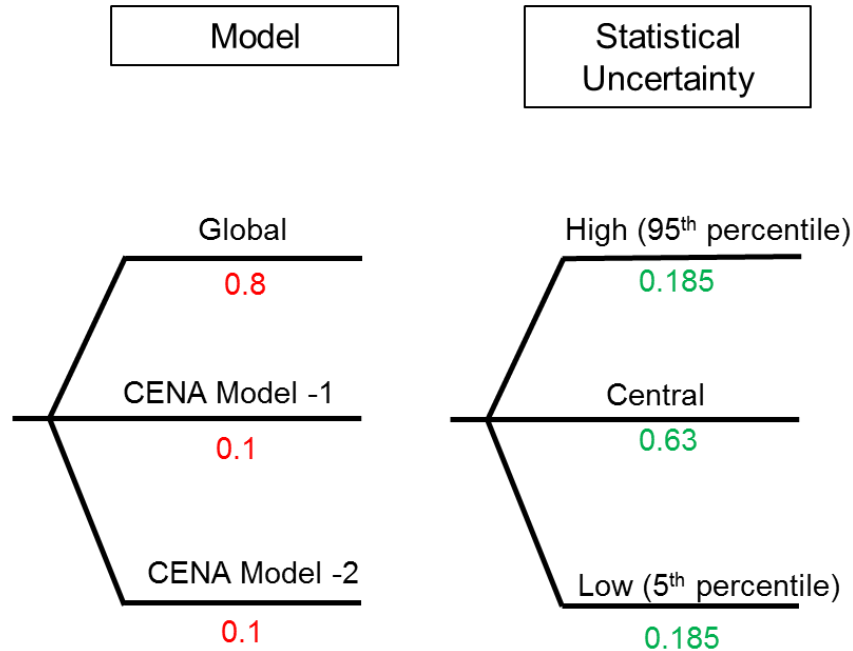 Model
Statistical
Uncertainty
Global
0.8
CENA Model -1
0.1
CENA Model -2
0.1
High (95th percentile)
0.185
Central
0.63
Low (5th percentile)
0.185